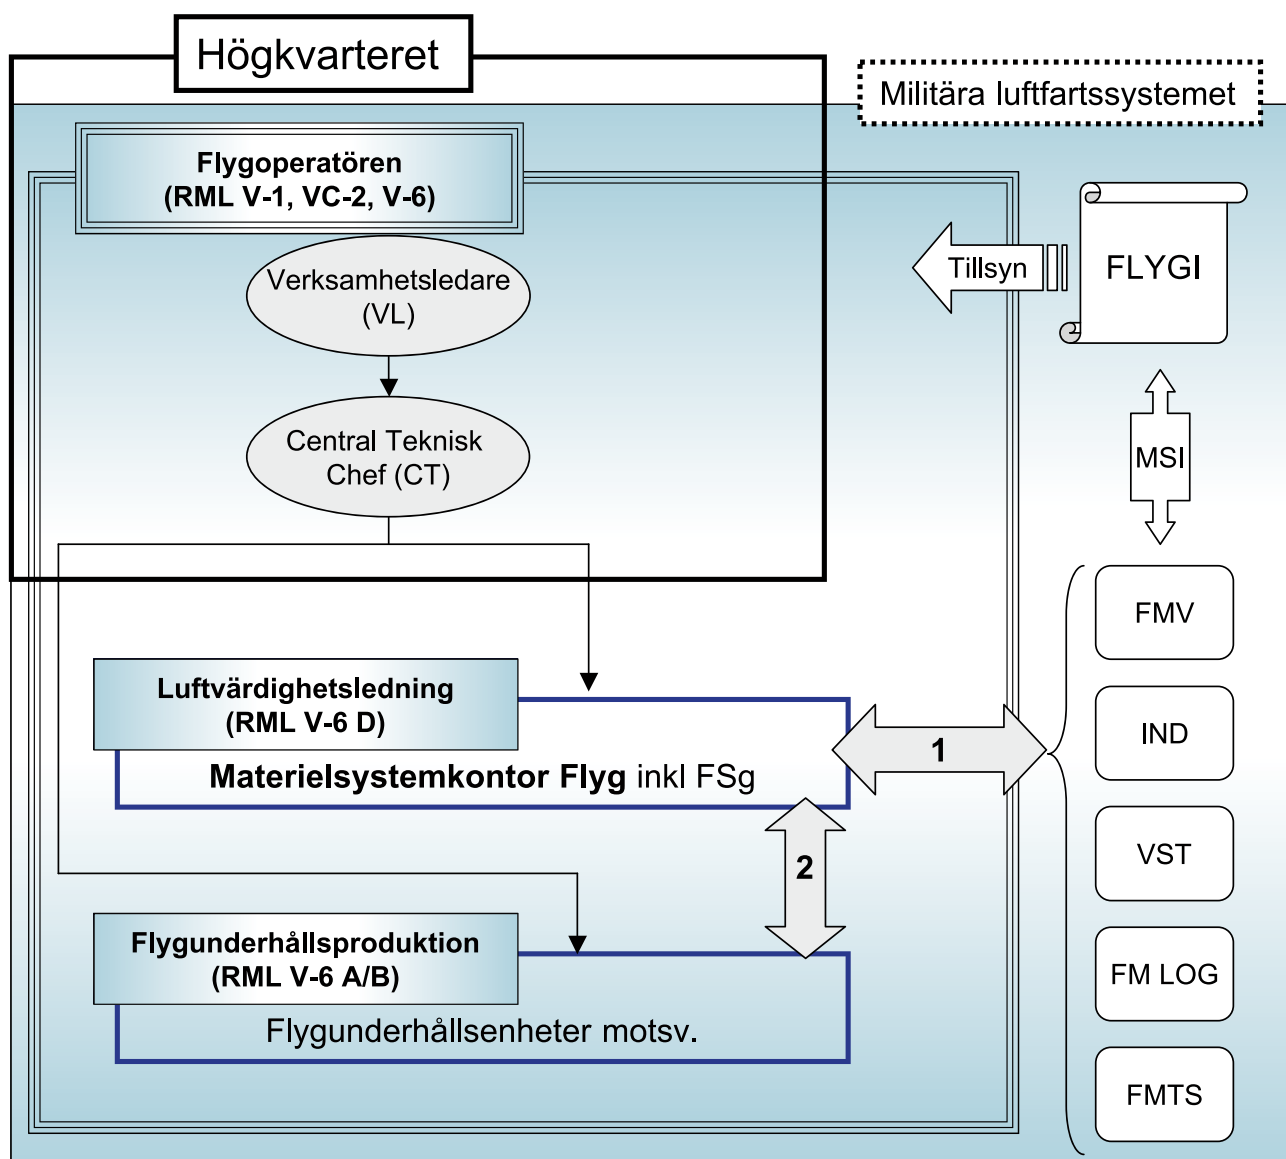 Högkvarteret
Militära luftfartssystemet
Flygoperatören
(RML V-1, VC-2, V-6)
Verksamhetsledare
(VL)
Tillsyn
FLYGI
Central Teknisk
Chef (CT)
MSI
FMV
Luftvärdighetsledning
(RML V-6 D)
Materielsystemkontor Flyg inkl FSg
1
IND
2
VST
Flygunderhållsproduktion
(RML V-6 A/B)
Flygunderhållsenheter motsv.
FM LOG
FMTS